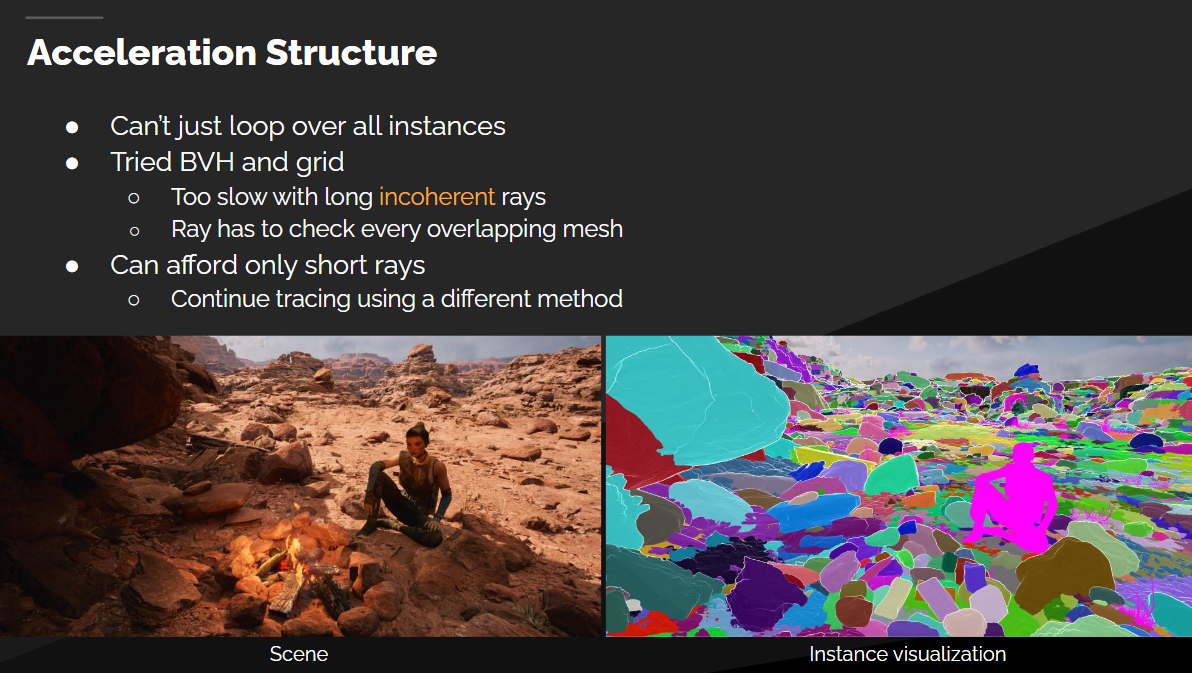 Acceleration Structure
● Can’t just loop over all instances
● Tried BVH and grid
○ Too slow with long incoherent rays
○ Ray has to check every overlapping mesh
● Can afford only short rays
○ Continue tracing using a different method
Scene
Instance visualization